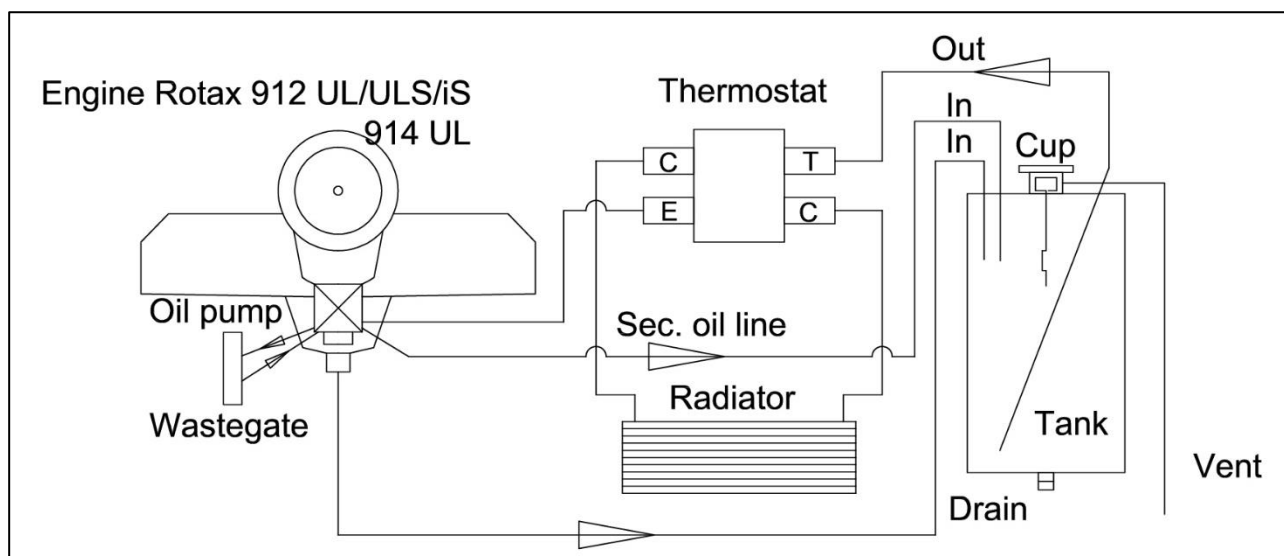 Engine Rotax 912 UL/ULS/iS
914 UL
Thermostat
Out
In
In
Cup
C
T
E
C
Oil pump
Sec. oil line
Wastegate
Radiator
Tank
Vent
Drain